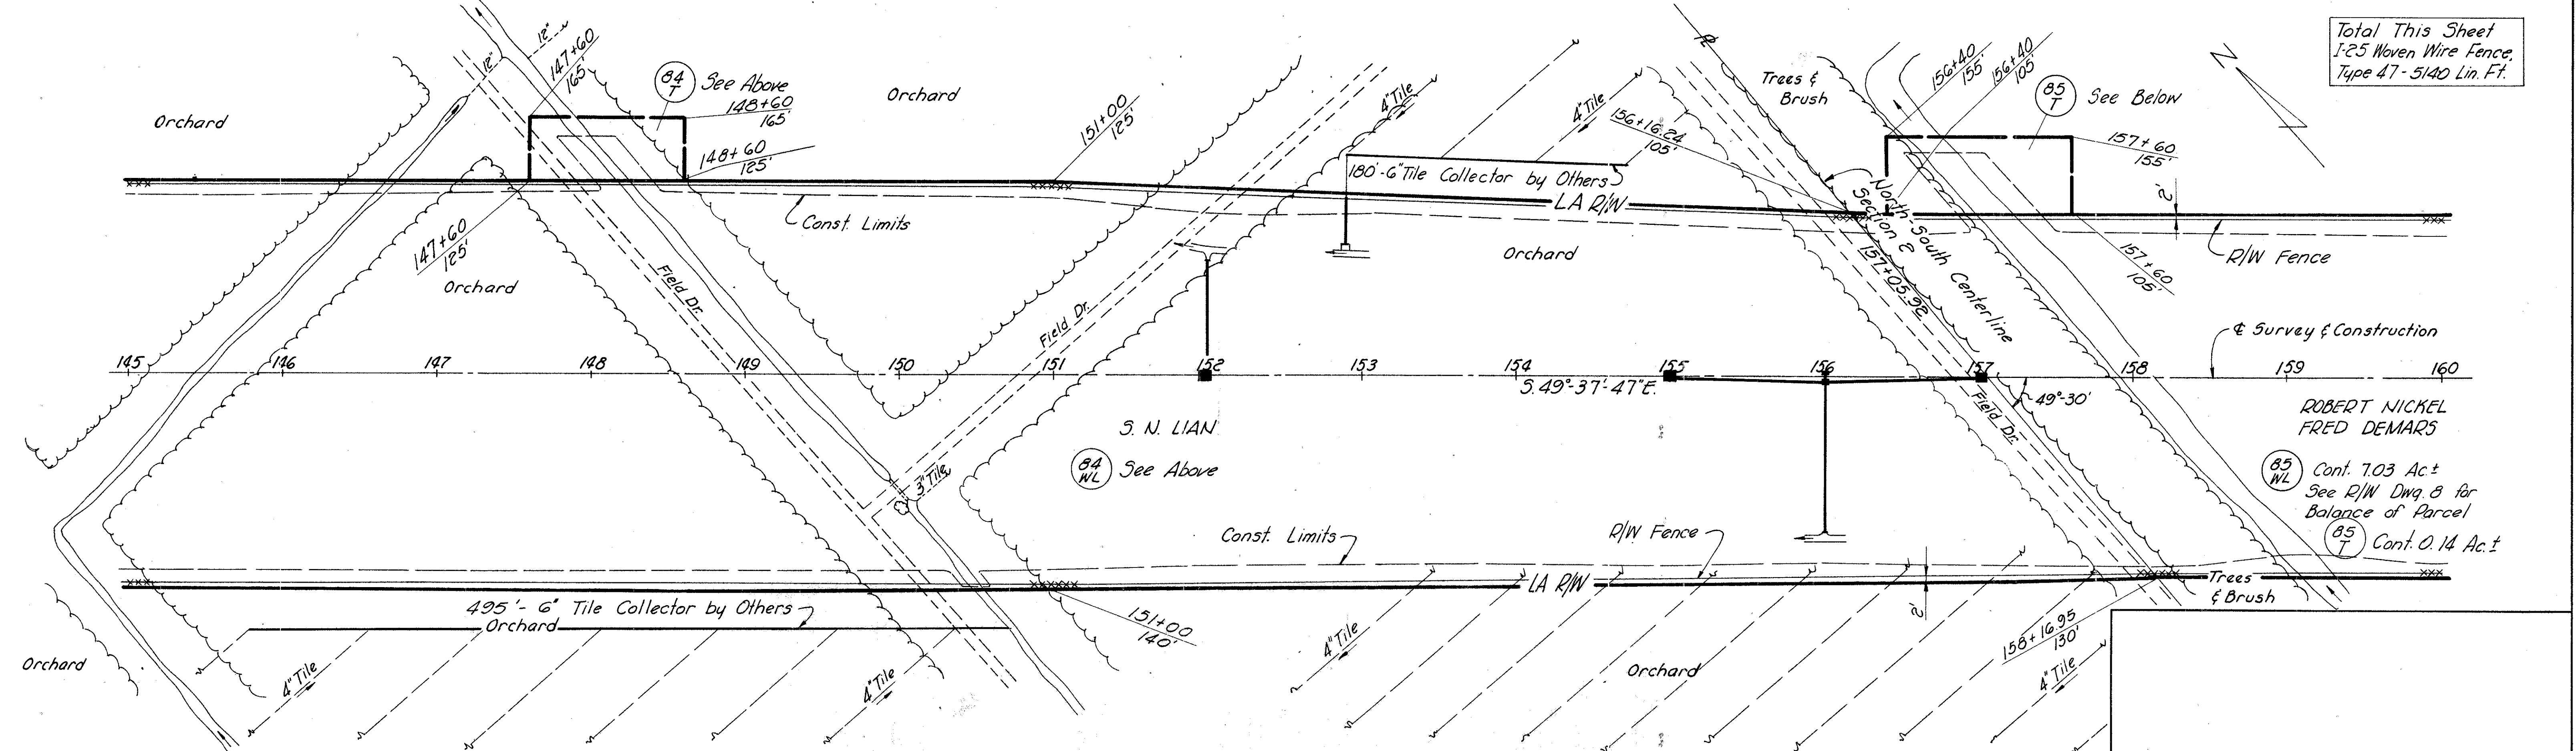 Total This Sheet
I-25 Woven Wire Fence,
Type 47 - 5140 Lin. Ft.
12"
12"
147+60
165'
84
T
See Above
148+60
165'
148+60
125'
Orchard
Orchard
151+00
125'
4" Tile
4" Tile
156+16.24
105'
Trees &
Brush
156+40
155'
156+40
105'
85
T
See Below
157+60
155'
N
180'-6" Tile Collector by Others
LA R/W
Const. Limits
147+60
125'
Orchard
Field Dr.
Field Dr.
Orchard
North-South Centerline
Section 2
157+05.92
2'
157+60
105'
R/W Fence
℄ Survey & Construction
145
146
147
148
149
150
151
152
153
154
155
156
157
158
159
160
S. 49°-37'-47" E.
49°-30'
Field Dr.
S. N. LIAN
84
WL
See Above
3" Tile
ROBERT NICKEL
FRED DEMARS
85
WL
Cont. 7.03 Ac.±
See R/W Dwg. 8 for
Balance of Parcel
85
T
Cont. 0.14 Ac.±
Const. Limits
R/W Fence
LA R/W
Trees
& Brush
495'- 6" Tile Collector by Others
Orchard
151+00
140'
2'
158+16.95
130'
Orchard
4" Tile
4" Tile
4" Tile
Orchard
4" Tile